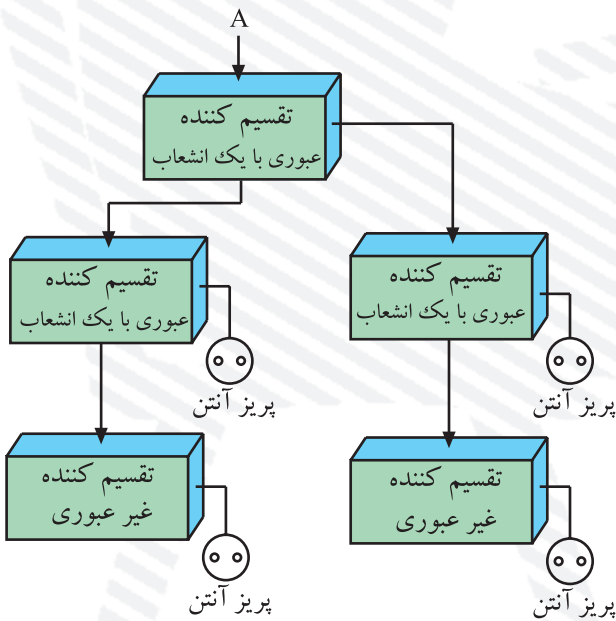 A
تقسیم کننده
عبوری با یک انشعاب
تقسیم کننده
عبوری با یک انشعاب
پریز آنتن
تقسیم کننده
عبوری با یک انشعاب
پریز آنتن
تقسیم کننده
غیر عبوری
پریز آنتن
تقسیم کننده
غیر عبوری
پریز آنتن